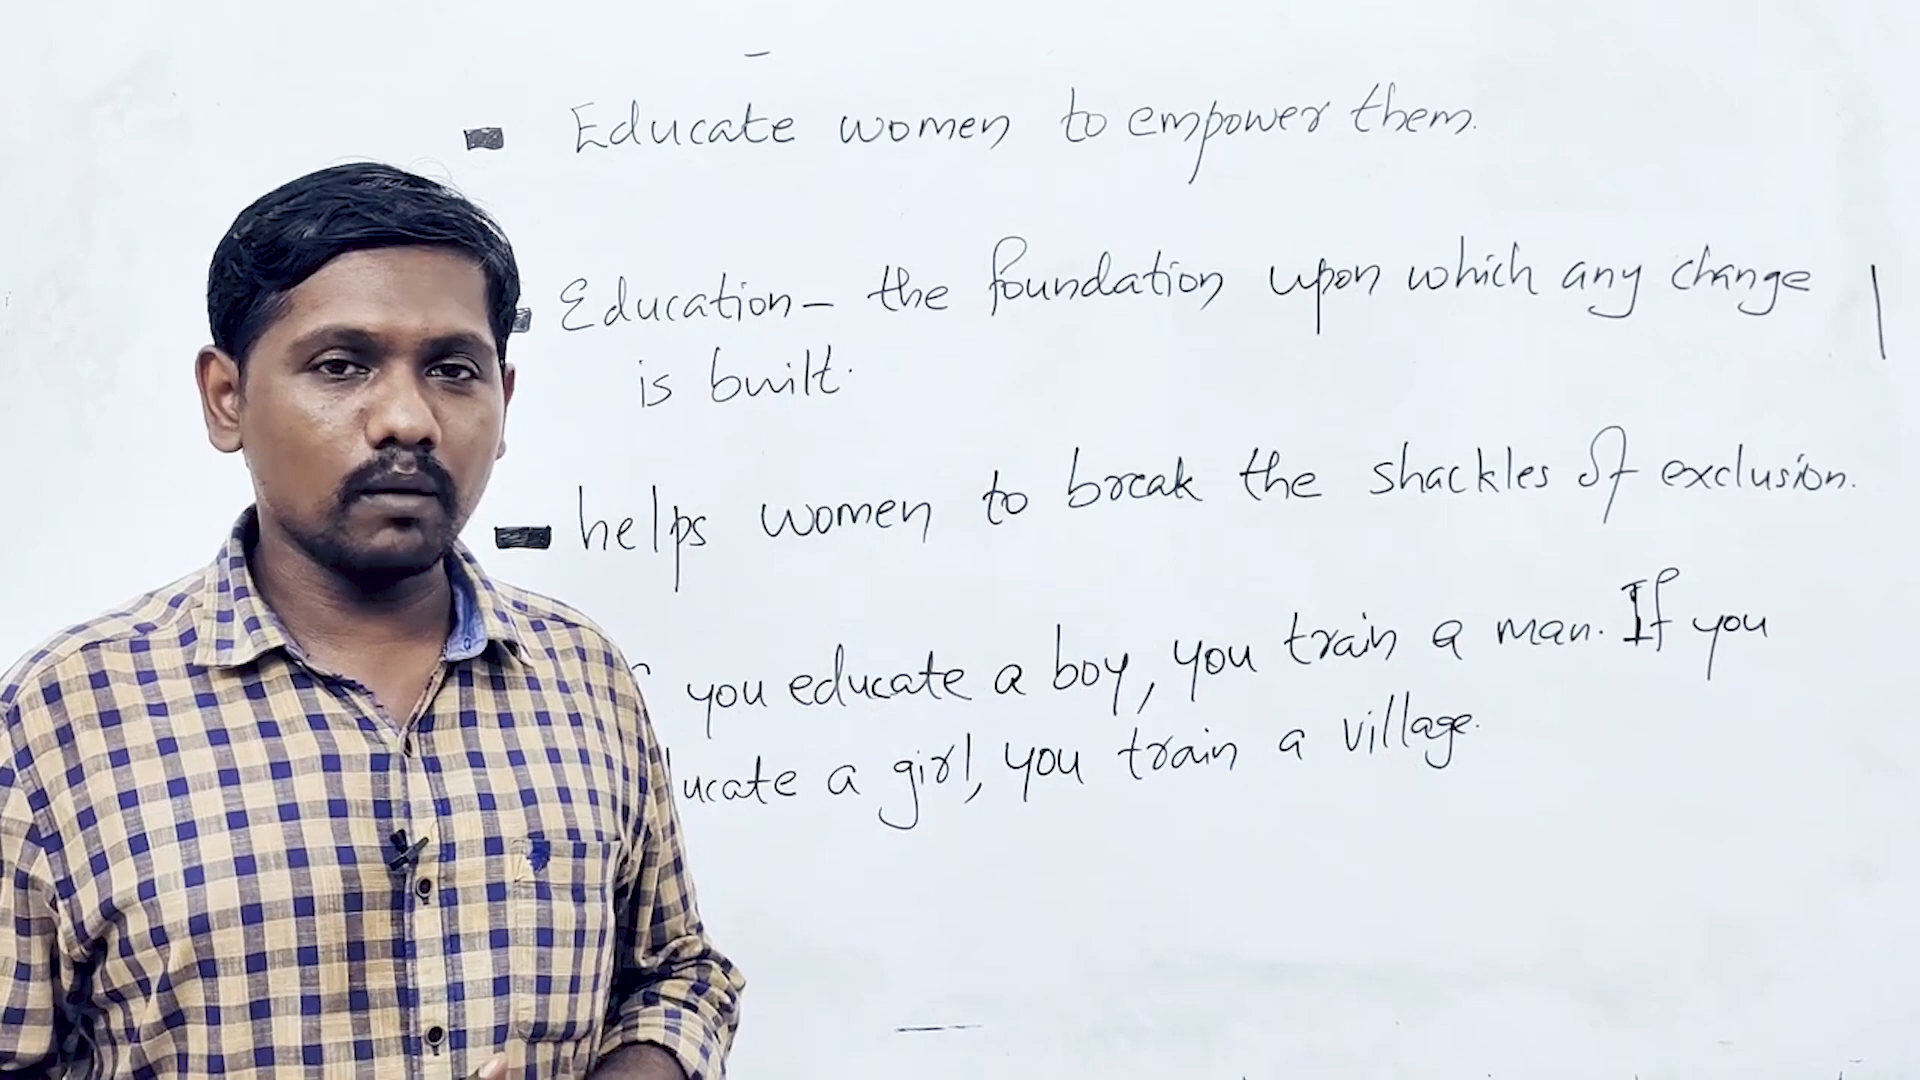 Educate women to empower them.
Education - the foundation upon which any change
is built.
helps women to break the shackles of exclusion.
you educate a boy, you train a man. If you
ucate a girl, you train a village.